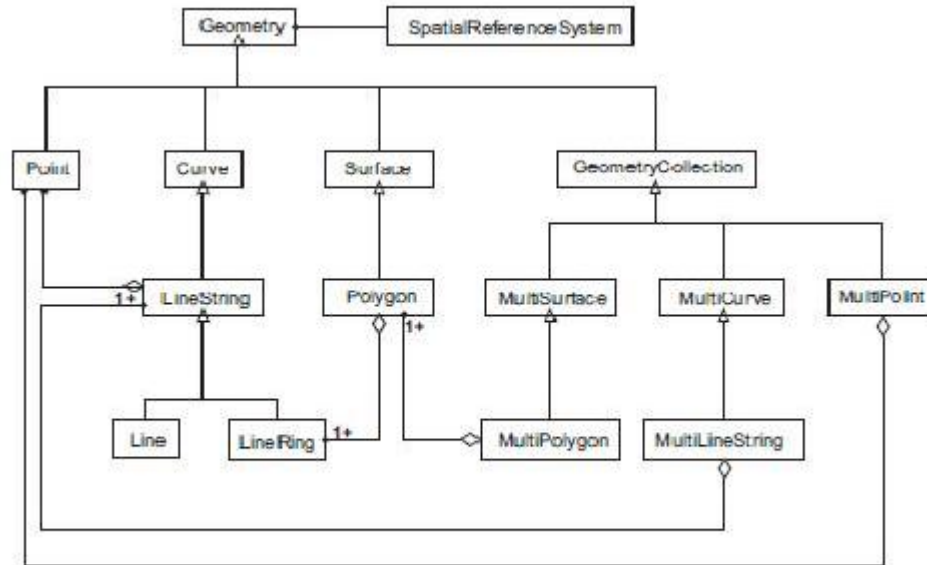 Geometry
SpatialReferenceSystem
Point
Curve
Surface
GeometryCollection
1+
LineString
Polygon
1+
MultiSurface
MultiCurve
MultiPoint
Line
LineRing
1+
MultiPolygon
MultiLineString